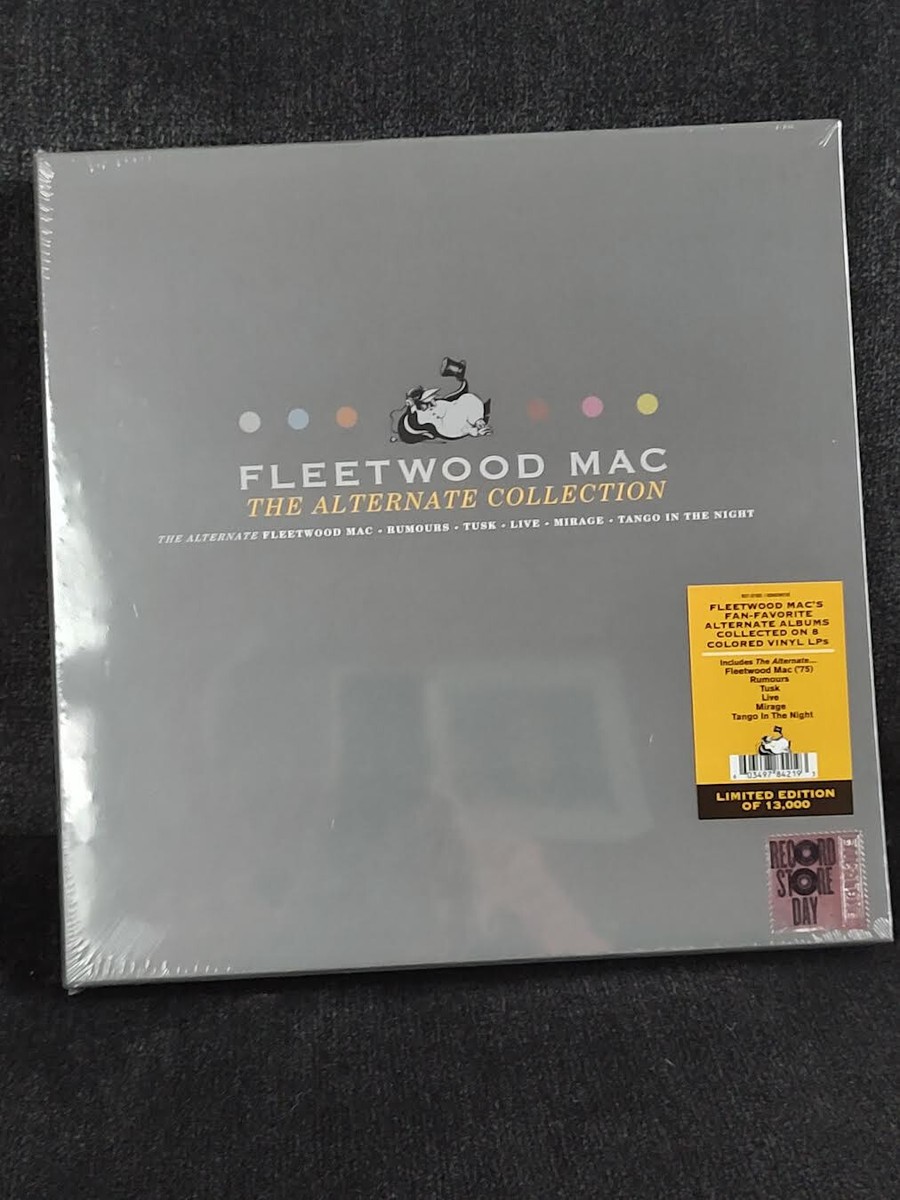 FLEETWOOD MAC
THE ALTERNATE COLLECTION
THE ALTERNATE FLEETWOOD MAC • RUMOURS • TUSK • LIVE • MIRAGE • TANGO IN THE NIGHT
FLEETWOOD MAC'S
FAN-FAVORITE
ALTERNATE ALBUMS
COLLECTED ON 8
COLORED VINYL LPs
Includes The Alternate...
Fleetwood Mac ('75)
Rumours
Tusk
Live
Mirage
Tango In The Night
03497 84219
LIMITED EDITION
OF 13,000
RECORD
STORE
DAY